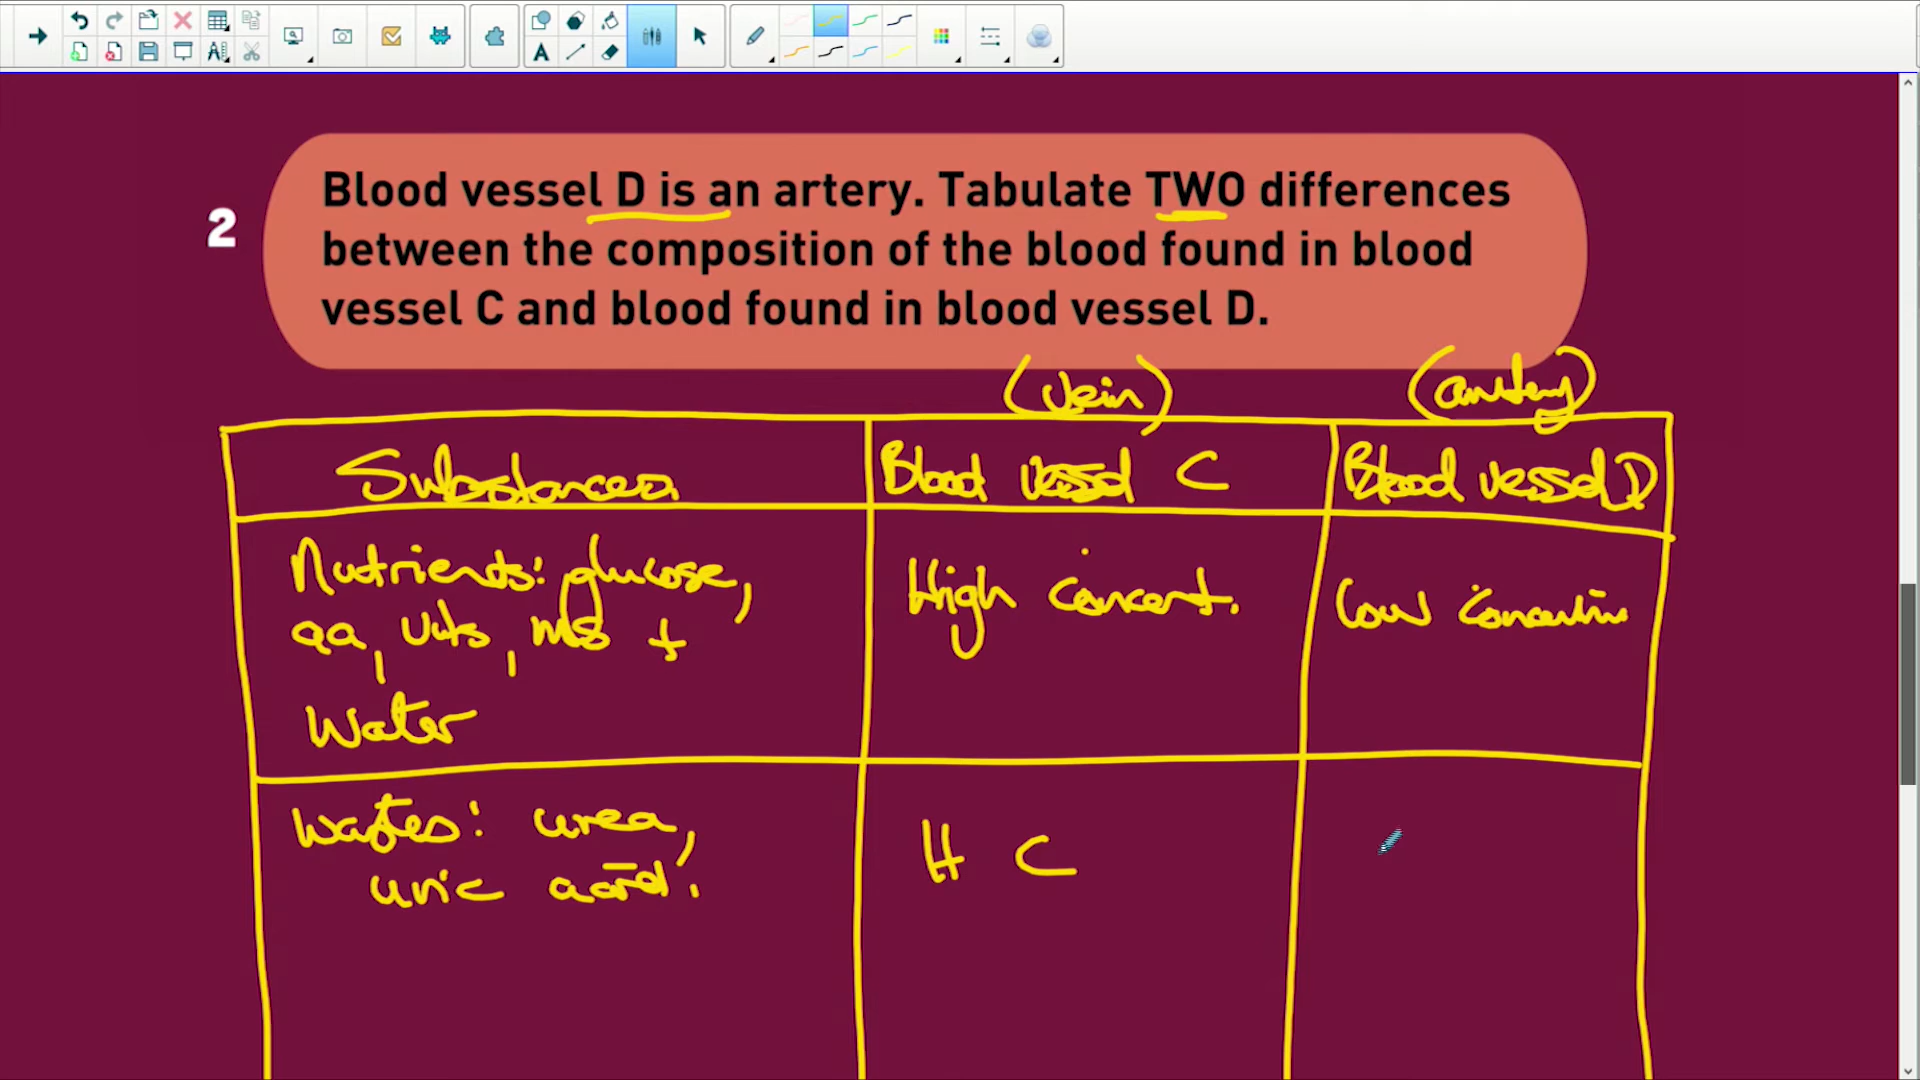 2
Blood vessel D is an artery. Tabulate TWO differences
between the composition of the blood found in blood
vessel C and blood found in blood vessel D.
(vein) (artery)
Substances Blood vessel C Blood vessel D
Nutrients: glucose, High concent. Low
aa, vits, ms +
Water
Wastes: urea, H C
uric acid.